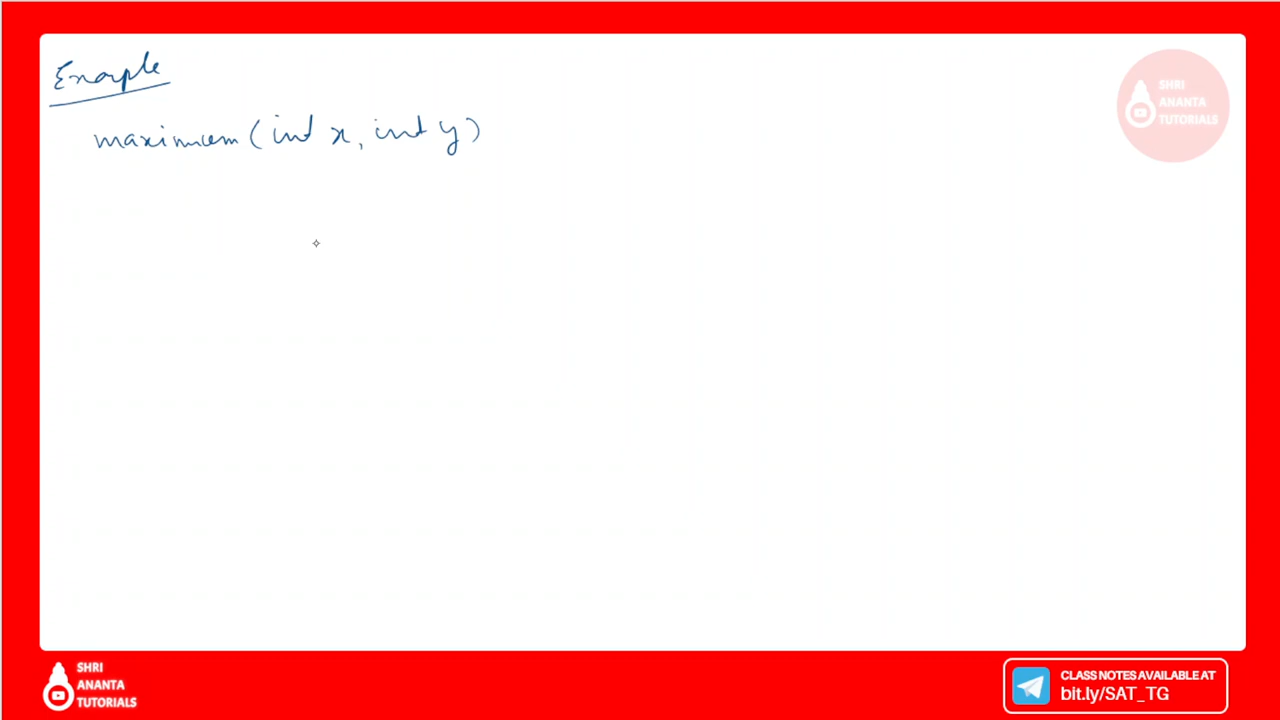 Example
maximum (int x, int y)
SHRI
ANANTA
TUTORIALS
SHRI
ANANTA
TUTORIALS
CLASS NOTES AVAILABLE AT
bit.ly/SAT_TG